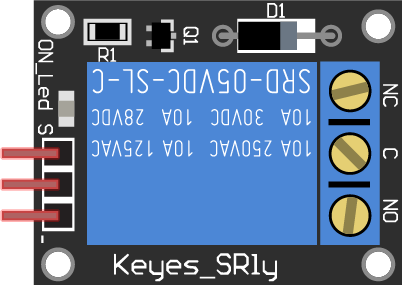 D1
Q1
R1
ON_Led
S
-
SRD-05VDC-SL-C
10A 30VDC 10A 28VDC
10A 250VAC 10A 125VAC
NC
C
NO
Keyes_SR1y